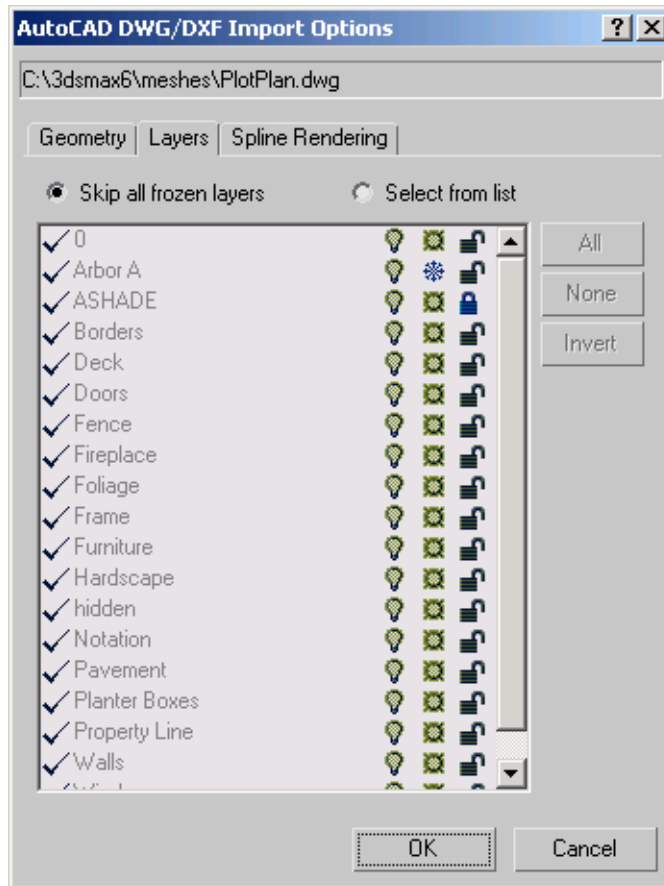 AutoCAD DWG/DXF Import Options
C:\3dsmax6\meshes\PlotPlan.dwg
Geometry Layers Spline Rendering
Skip all frozen layers Select from list
0
Arbor A
ASHADE
Borders
Deck
Doors
Fence
Fireplace
Foliage
Frame
Furniture
Hardscape
hidden
Notation
Pavement
Planter Boxes
Property Line
Walls
All
None
Invert
OK Cancel